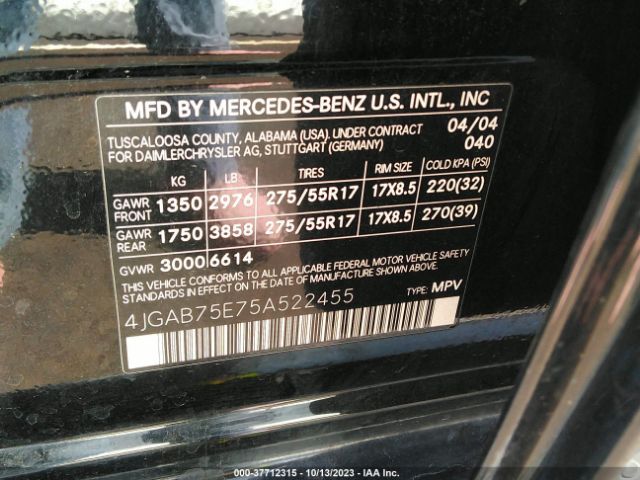 MFD BY MERCEDES-BENZ U.S. INTL., INC
TUSCALOOSA COUNTY, ALABAMA (USA). UNDER CONTRACT 04/04
FOR DAIMLERCHRYSLER AG, STUTTGART (GERMANY) 040
KG LB TIRES RIM SIZE COLD KPA (PSI)
GAWR FRONT 1350 2976 275/55R17 17X8.5 220(32)
GAWR REAR 1750 3858 275/55R17 17X8.5 270(39)
GVWR 3000 6614
THIS VEHICLE CONFORMS TO ALL APPLICABLE FEDERAL MOTOR VEHICLE SAFETY
STANDARDS IN EFFECT ON THE DATE OF MANUFACTURE SHOWN ABOVE.
4JGAB75E75A522455 TYPE: MPV
000-37712315 - 10/13/2023 - IAA Inc.